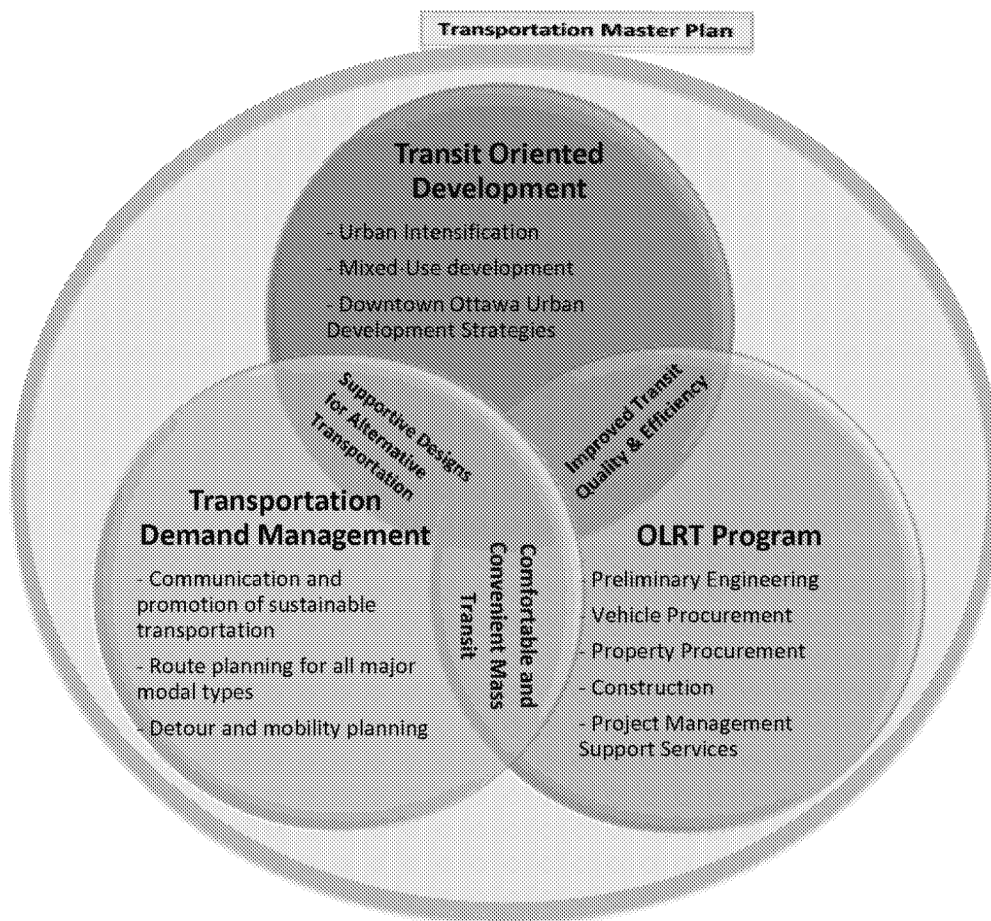 Transportation Master Plan
Transit Oriented
Development
- Urban Intensification
- Mixed-Use development
- Downtown Ottawa Urban
Development Strategies
Supportive Designs
for Alternative
Transportation
Improved Transit
Quality & Efficiency
Transportation
Demand Management
- Communication and
promotion of sustainable
transportation
- Route planning for all major
modal types
- Detour and mobility planning
Comfortable and
Convenient Mass
Transit
OLRT Program
- Preliminary Engineering
- Vehicle Procurement
- Property Procurement
- Construction
- Project Management
Support Services